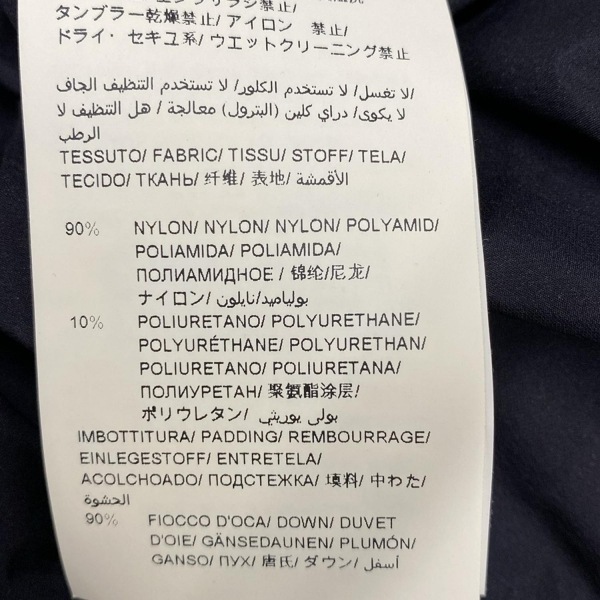 タンブラー乾燥禁止/ アイロン 禁止/
ドライ・セキユ系/ ウエットクリーニング禁止
لا تغسل/ لا تستخدم الكلور/ لا تستخدم التنظيف الجاف/
لا يكوى/ دراي كلين (البترول) معالجة / هل التنظيف لا
الرطب
TESSUTO/ FABRIC/ TISSU/ STOFF/ TELA/
TECIDO/ ТКАНЬ/ 纤维/ 表地/ الأقمشة
90% NYLON/ NYLON/ NYLON/ POLYAMID/
POLIAMIDA/ POLIAMIDA/
ПОЛИАМИДНОЕ / 锦纶/尼龙/
ナイロン/ بولياميد/نايلون
10% POLIURETANO/ POLYURETHANE/
POLYURÉTHANE/ POLYURETHAN/
POLIURETANO/ POLIURETANA/
ПОЛИУРЕТАН/ 聚氨酯涂层/
ポリウレタン/ بولي يوريثي
IMBOTTITURA/ PADDING/ REMBOURRAGE/
EINLEGESTOFF/ ENTRETELA/
ACOLCHOADO/ ПОДСТЕЖКА/ 填料/ 中わた/
الحشوة
90% FIOCCO D'OCA/ DOWN/ DUVET
D'OIE/ GÄNSEDAUNEN/ PLUMÓN/
GANSO/ ПУХ/ 唐氏/ ダウン/ أسفل